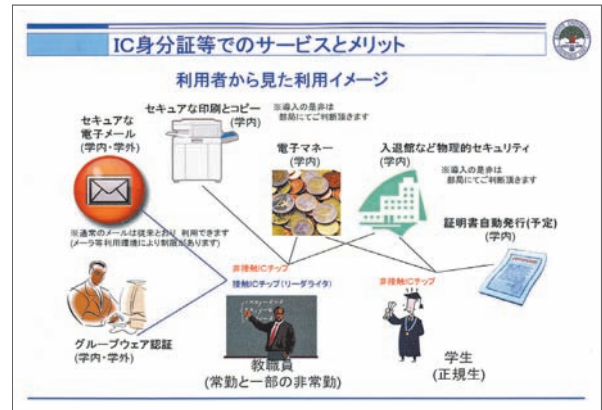 IC身分証等でのサービスとメリット
利用者から見た利用イメージ
セキュアな
電子メール
(学内・学外)
セキュアな印刷とコピー
(学内)
※導入の是非は
部局にてご判断頂きます
電子マネー
(学内)
入退館など物理的セキュリティ
(学内)
※導入の是非は
部局にてご判断頂きます
※通常のメールは従来とおり 利用できます
(メーラ等利用環境により制限があります)
証明書自動発行(予定)
(学内)
非接触ICチップ
接触ICチップ(リーダライタ)
非接触ICチップ
グループウェア認証
(学内・学外)
教職員
(常勤と一部の非常勤)
学生
(正規生)